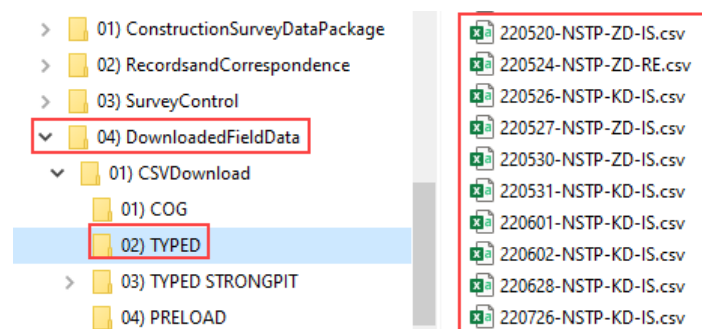 01) ConstructionSurveyDataPackage
02) RecordsandCorrespondence
03) SurveyControl
04) DownloadedFieldData
01) CSVDownload
01) COG
02) TYPED
03) TYPED STRONGPIT
04) PRELOAD
220520-NSTP-ZD-IS.csv
220524-NSTP-ZD-RE.csv
220526-NSTP-KD-IS.csv
220527-NSTP-ZD-IS.csv
220530-NSTP-ZD-IS.csv
220531-NSTP-KD-IS.csv
220601-NSTP-KD-IS.csv
220602-NSTP-KD-IS.csv
220628-NSTP-KD-IS.csv
220726-NSTP-KD-IS.csv